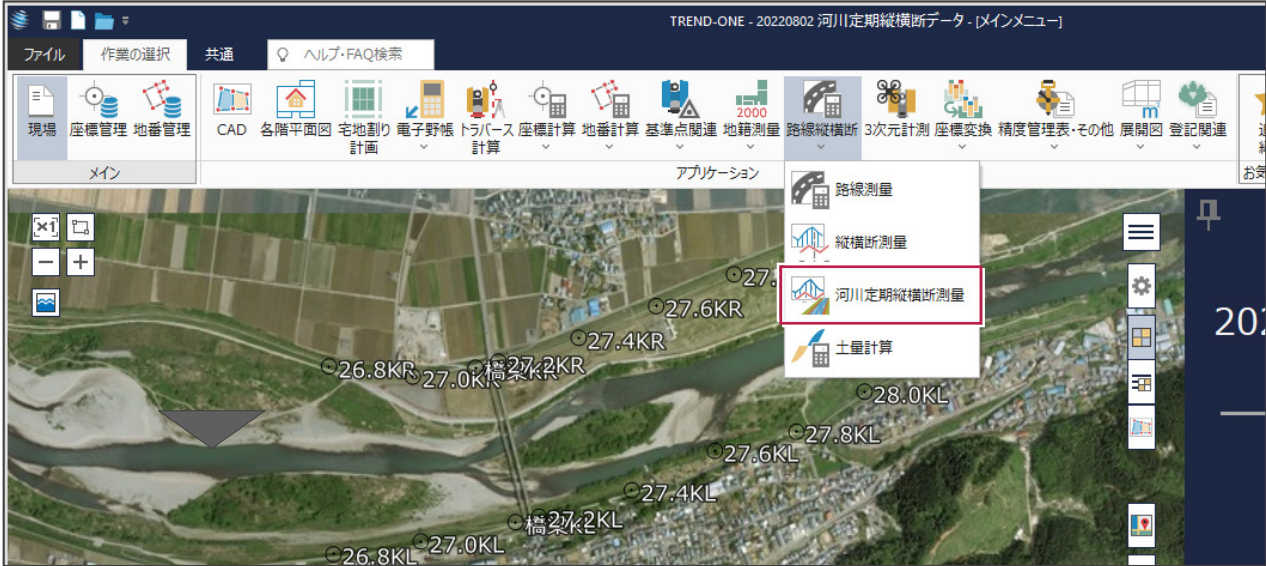 TREND-ONE - 20220802 河川定期縦横断データ - [メインメニュー]
ファイル 作業の選択 共通 ヘルプ・FAQ検索
現場 座標管理 地番管理 CAD 各階平面図 宅地割り計画 電子野帳 トラバース計算 座標計算 地番計算 基準点関連 地籍測量 路線縦横断 3次元計測 座標変換 精度管理表・その他 展開図 登記関連
2000
m
メイン アプリケーション
路線測量
縦横断測量
河川定期縦横断測量
土量計算
×1
27.
27.6KR
27.4KR
27.2KR
橋梁KR
27.0KR
26.8KR
28.0KL
27.8KL
27.6KL
27.4KL
27.2KL
27.0KL
26.8KL
202